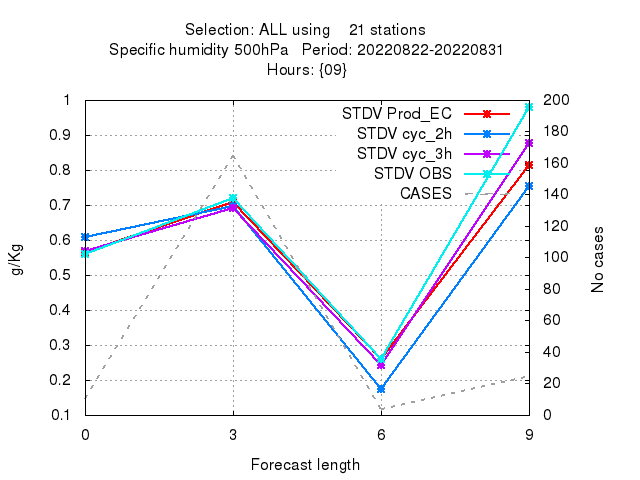 Selection: ALL using 21 stations
Specific humidity 500hPa Period: 20220822-20220831
Hours: {09}
1 200
0.9 180
0.8 160
0.7 140
0.6 120
0.5 100
0.4 80
0.3 60
0.2 40
0.1 20
0
STDV Prod_EC
STDV cyc_2h
STDV cyc_3h
STDV OBS
CASES
g/Kg
No cases
0 3 6 9
Forecast length